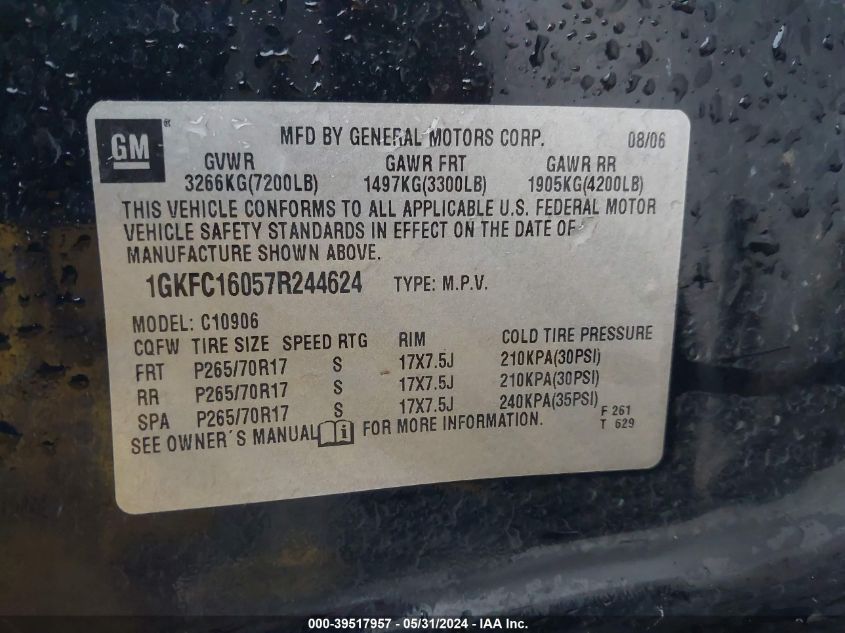 GM®
MFD BY GENERAL MOTORS CORP. 08/06
GVWR GAWR FRT GAWR RR
3266KG(7200LB) 1497KG(3300LB) 1905KG(4200LB)
THIS VEHICLE CONFORMS TO ALL APPLICABLE U.S. FEDERAL MOTOR
VEHICLE SAFETY STANDARDS IN EFFECT ON THE DATE OF
MANUFACTURE SHOWN ABOVE.
1GKFC16057R244624 TYPE: M.P.V.
MODEL: C10906
CQFW TIRE SIZE SPEED RTG RIM COLD TIRE PRESSURE
FRT P265/70R17 S 17X7.5J 210KPA(30PSI)
RR P265/70R17 S 17X7.5J 210KPA(30PSI)
SPA P265/70R17 S 17X7.5J 240KPA(35PSI) F 261
T 629
SEE OWNER´S MANUAL i FOR MORE INFORMATION.
000-39517957 - 05/31/2024 - IAA Inc.